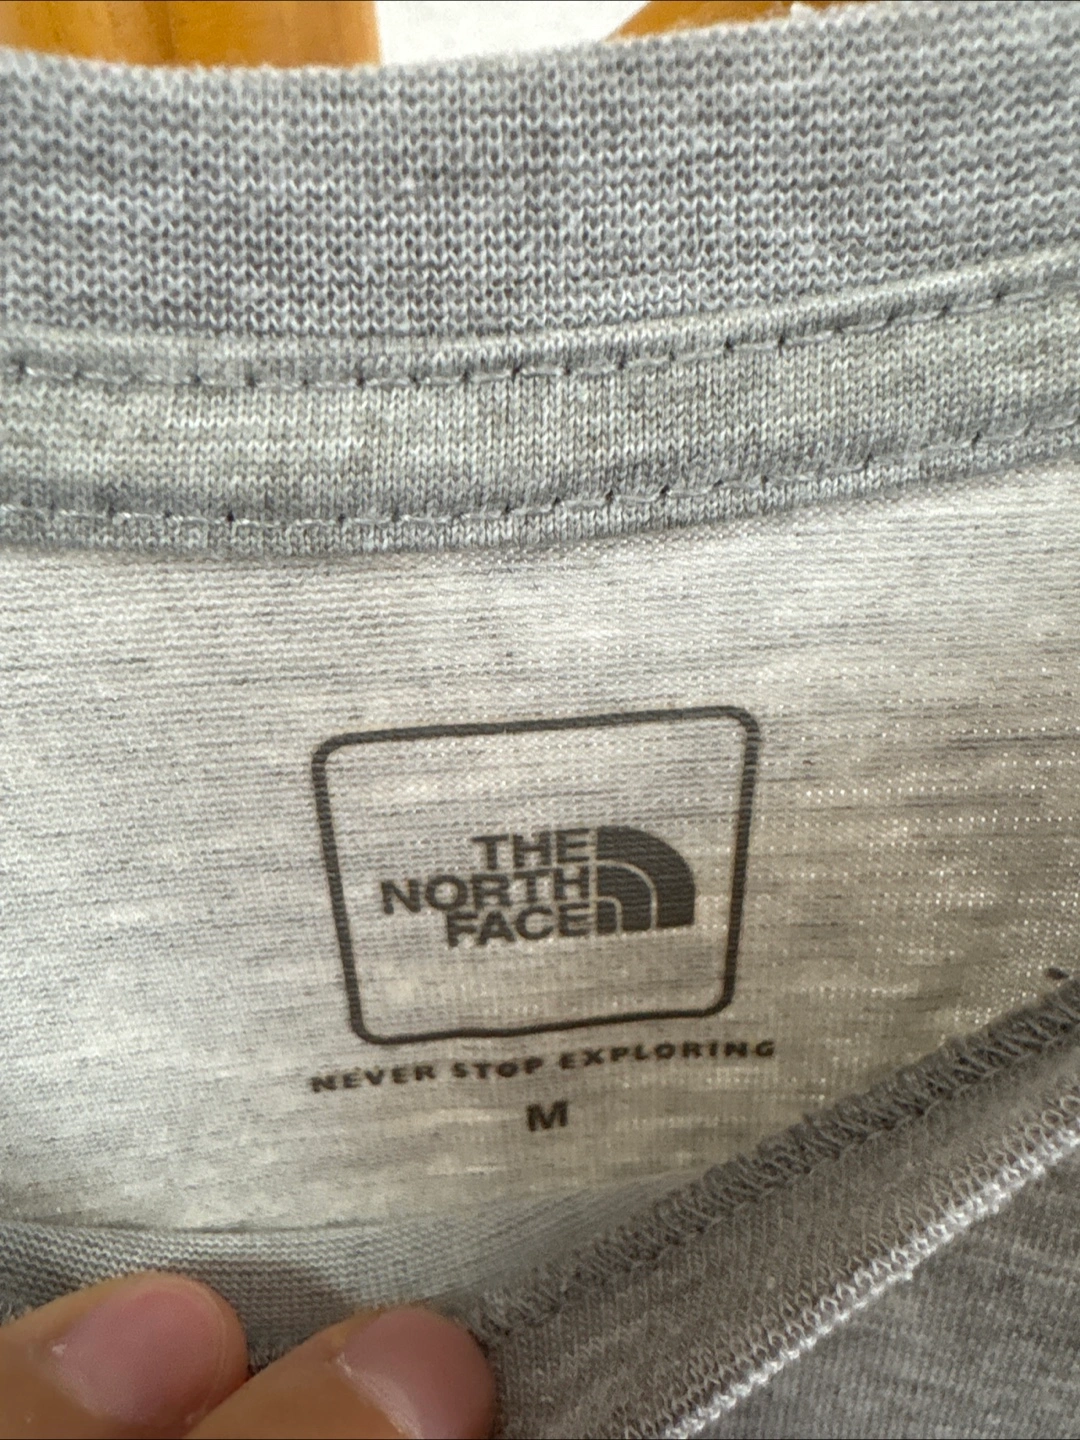 THE
NORTH
FACE
NEVER STOP EXPLORING
M